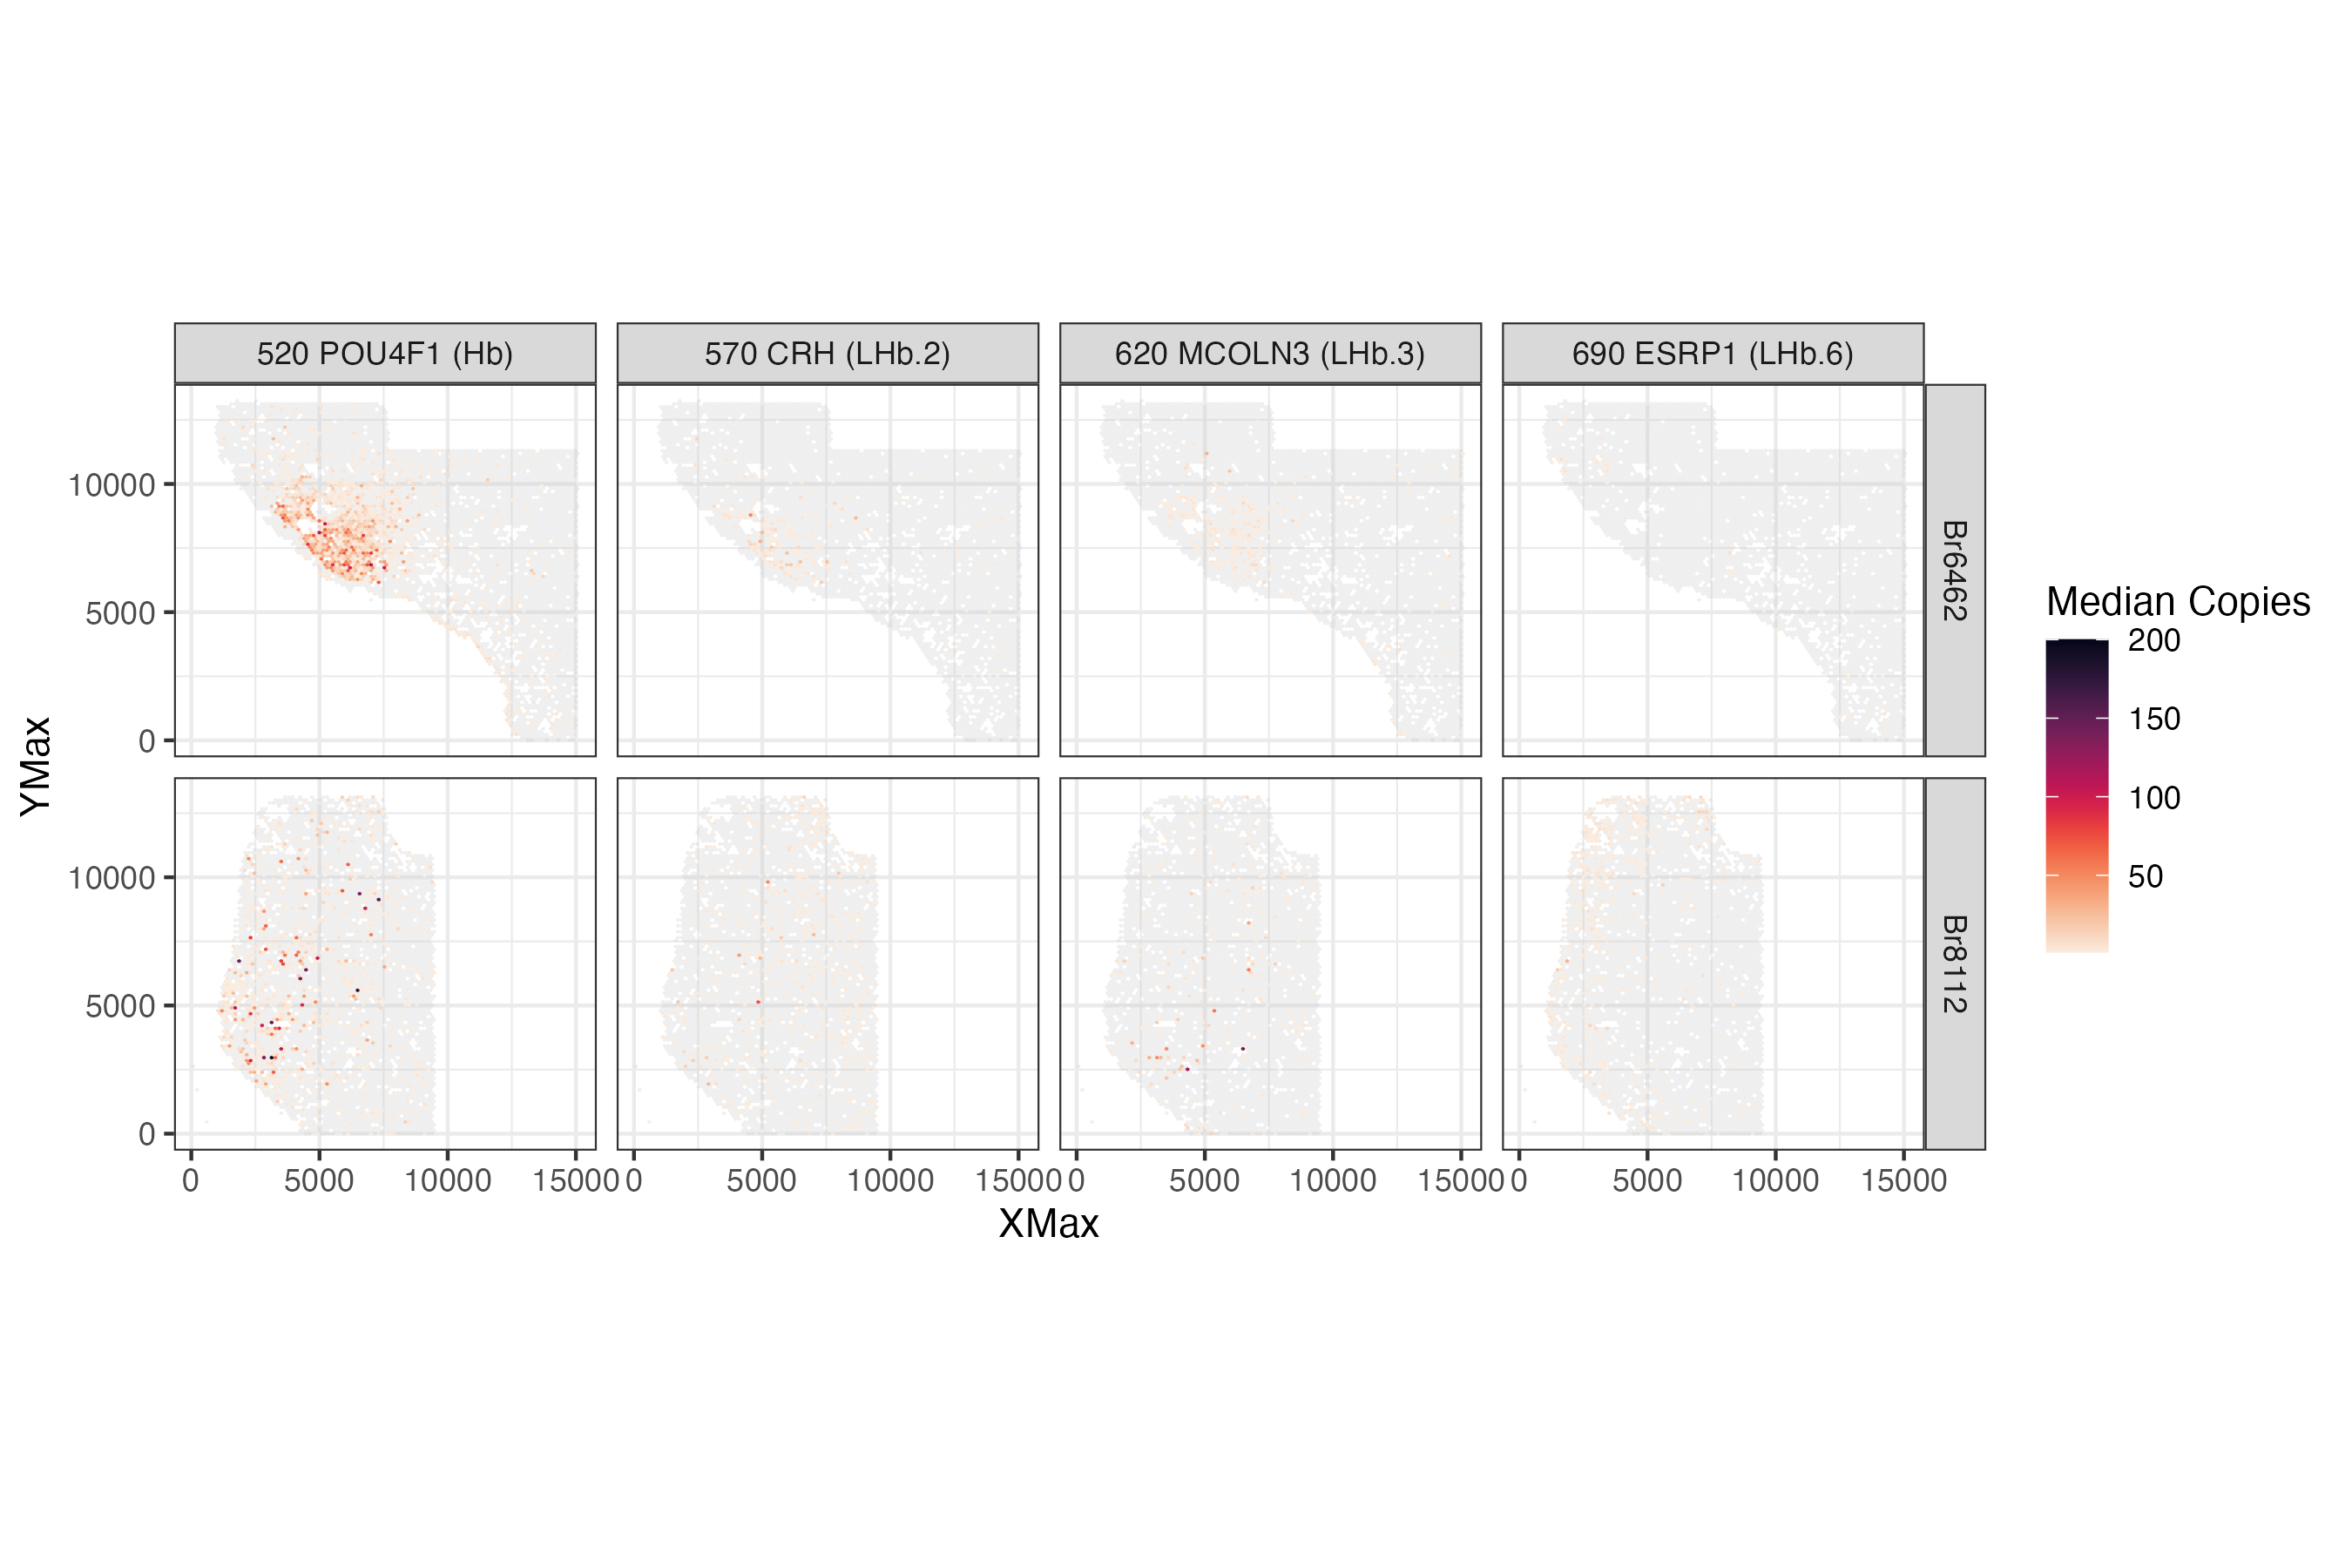 520 POU4F1 (Hb)
570 CRH (LHb.2)
620 MCOLN3 (LHb.3)
690 ESRP1 (LHb.6)
Br6462
10000
5000
0
YMax
Br8112
10000
5000
0
0 5000 10000 15000
0 5000 10000 15000
0 5000 10000 15000
0 5000 10000 15000
XMax
Median Copies
200
150
100
50